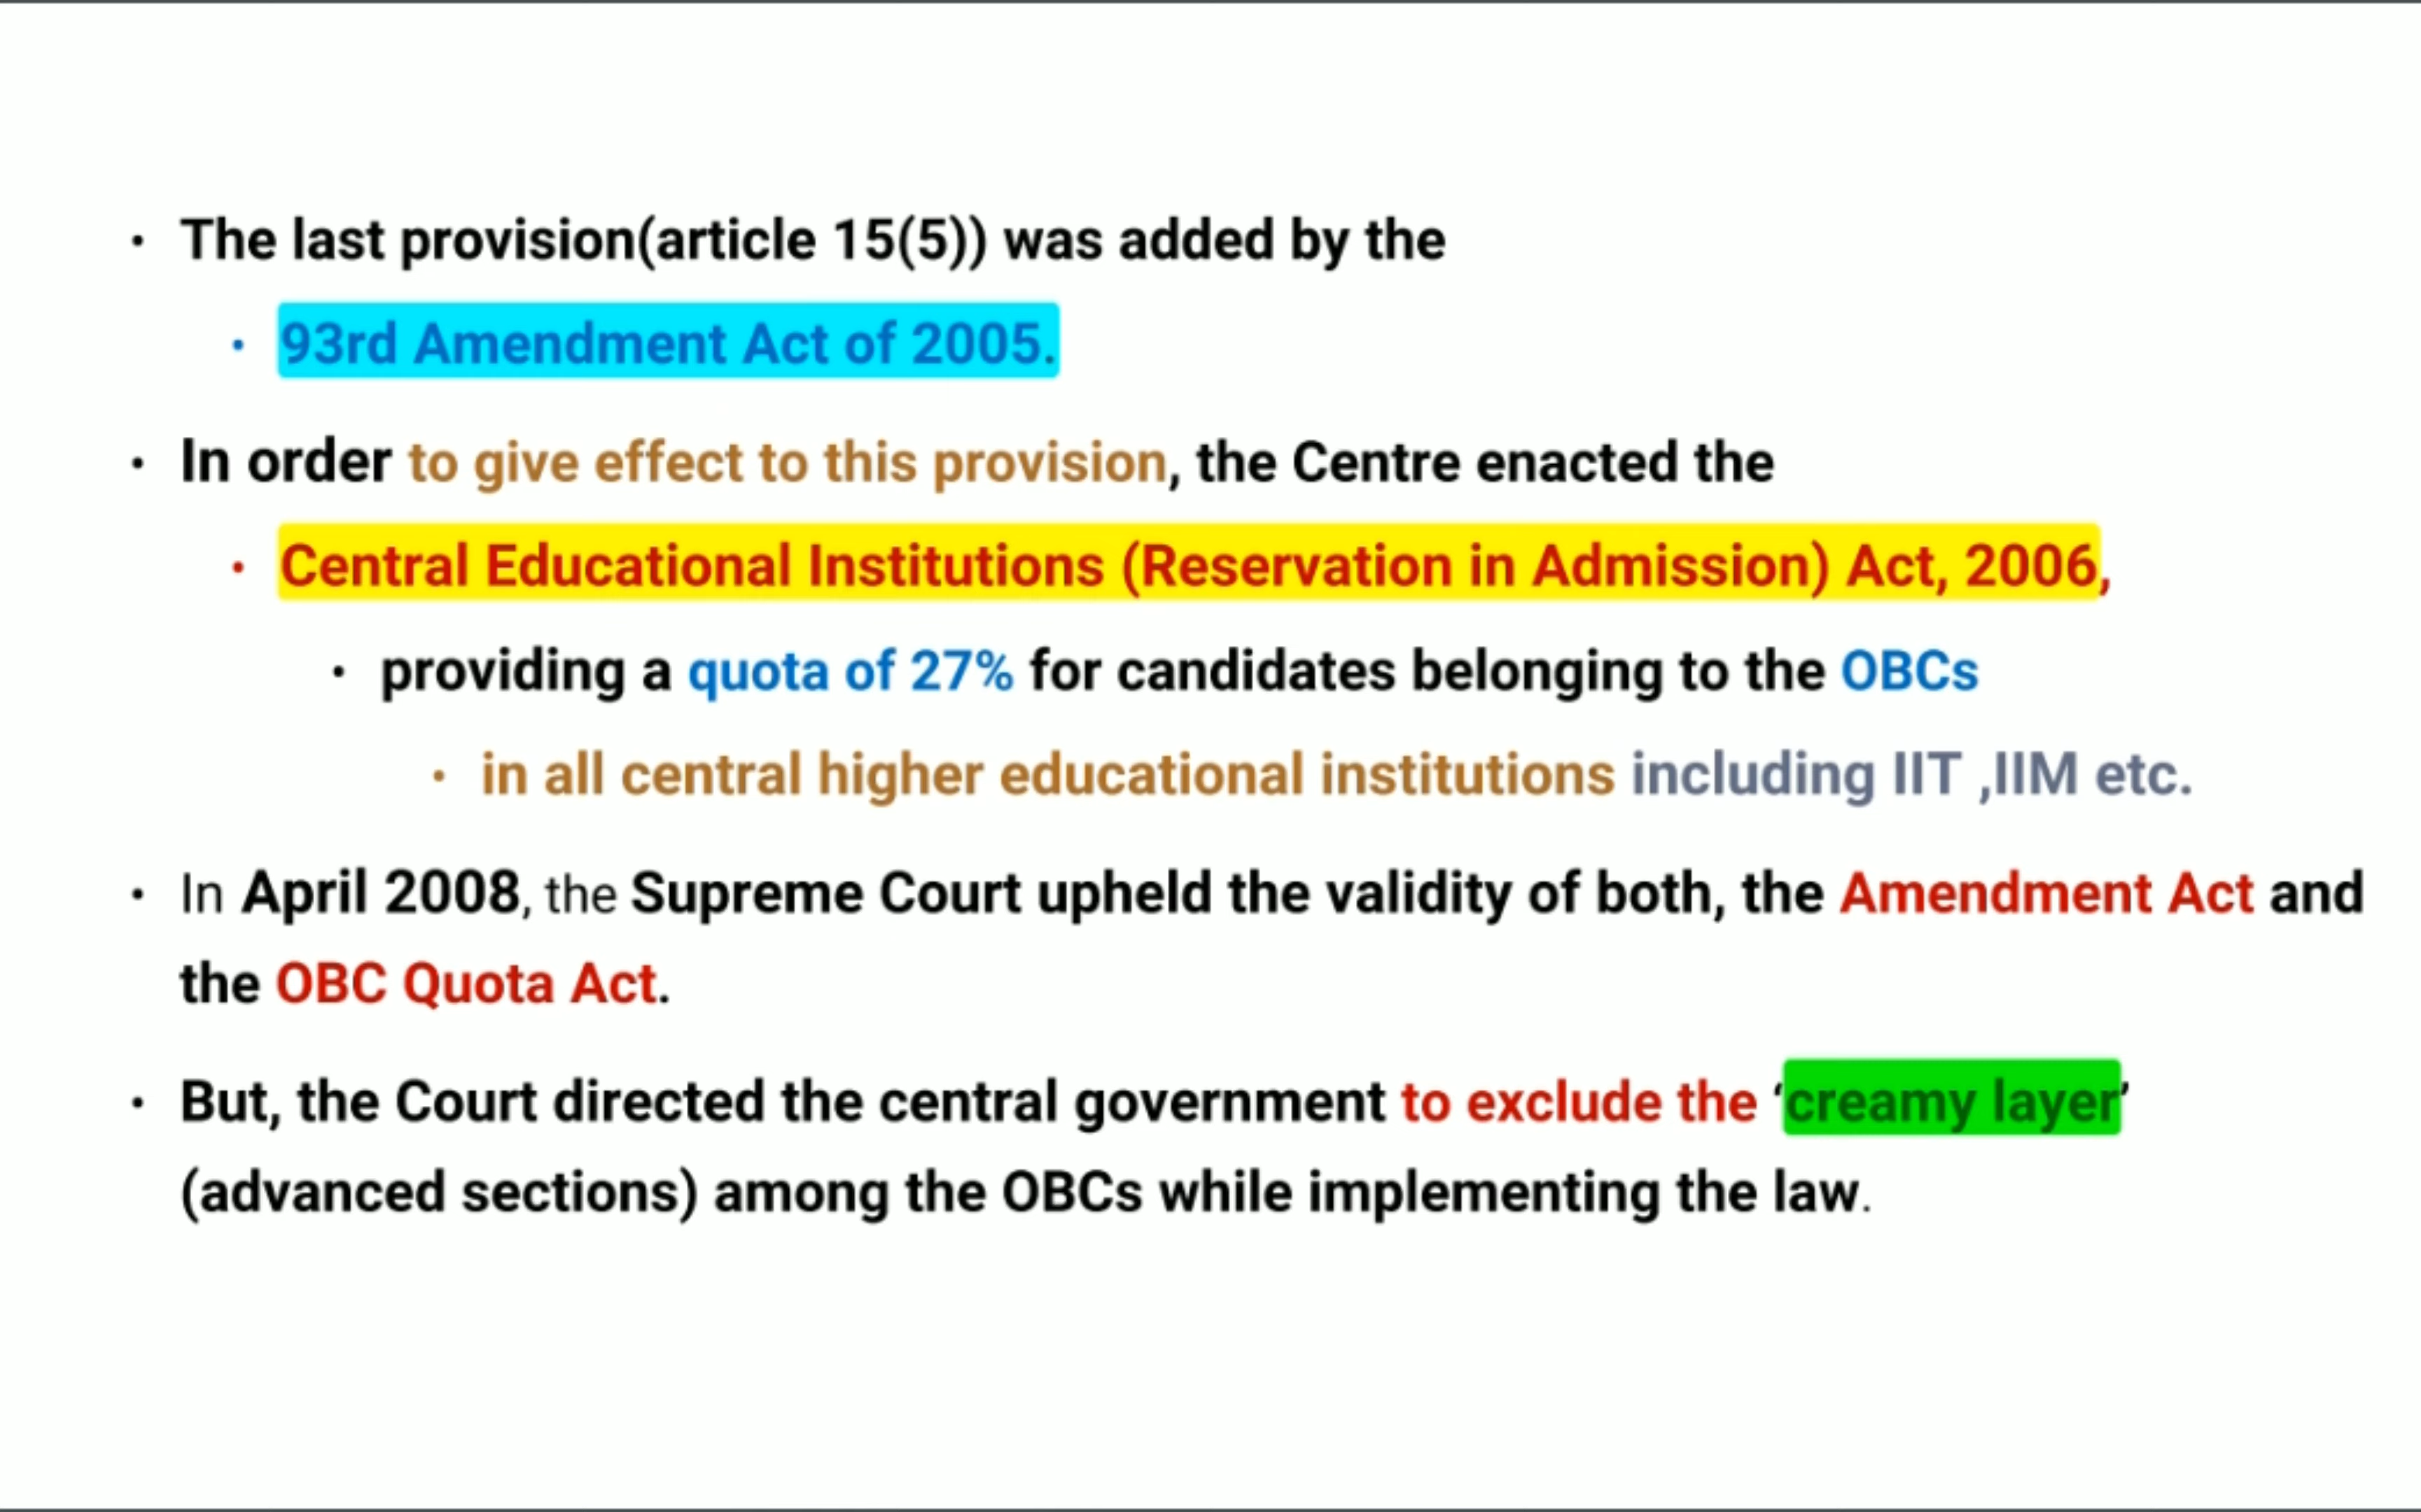 • The last provision(article 15(5)) was added by the
• 93rd Amendment Act of 2005.
• In order to give effect to this provision, the Centre enacted the
• Central Educational Institutions (Reservation in Admission) Act, 2006,
• providing a quota of 27% for candidates belonging to the OBCs
• in all central higher educational institutions including IIT ,IIM etc.
• In April 2008, the Supreme Court upheld the validity of both, the Amendment Act and
the OBC Quota Act.
• But, the Court directed the central government to exclude the ‘creamy layer’
(advanced sections) among the OBCs while implementing the law.